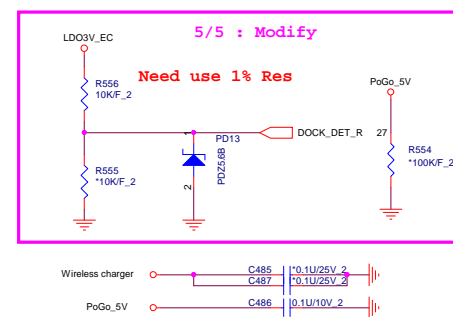 5/5 : Modify
LDO3V_EC
Need use 1% Res
PoGo_5V
R556
10K/F_2
1
DOCK_DET_R
27
PD13
PDZ5.6B
2
R555
*10K/F_2
R554
*100K/F_2
Wireless charger
C485
*0.1U/25V_2
C487
*0.1U/25V_2
PoGo_5V
C486
0.1U/10V_2